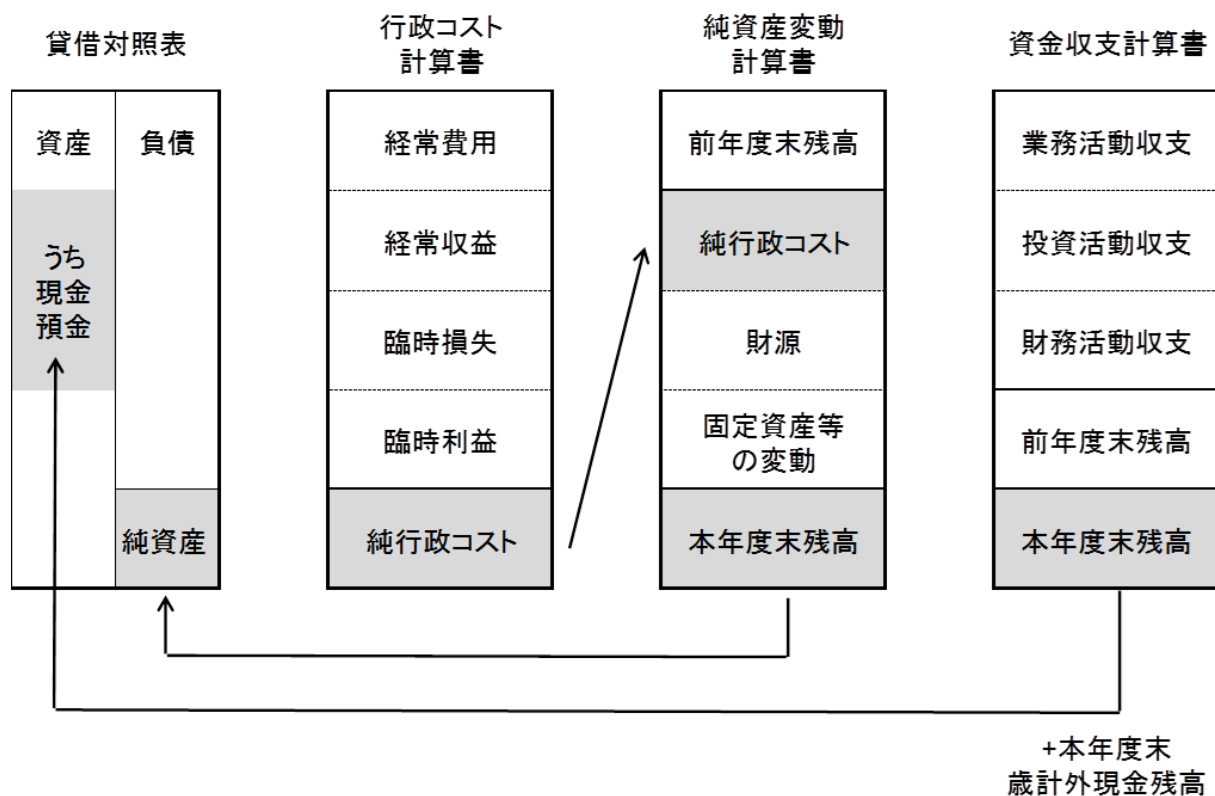 貸借対照表
資産
うち
現金
預金
負債
純資産
行政コスト
計算書
経常費用
経常収益
臨時損失
臨時利益
純行政コスト
純資産変動
計算書
前年度末残高
純行政コスト
財源
固定資産等
の変動
本年度末残高
資金収支計算書
業務活動収支
投資活動収支
財務活動収支
前年度末残高
本年度末残高
+本年度末
歳計外現金残高